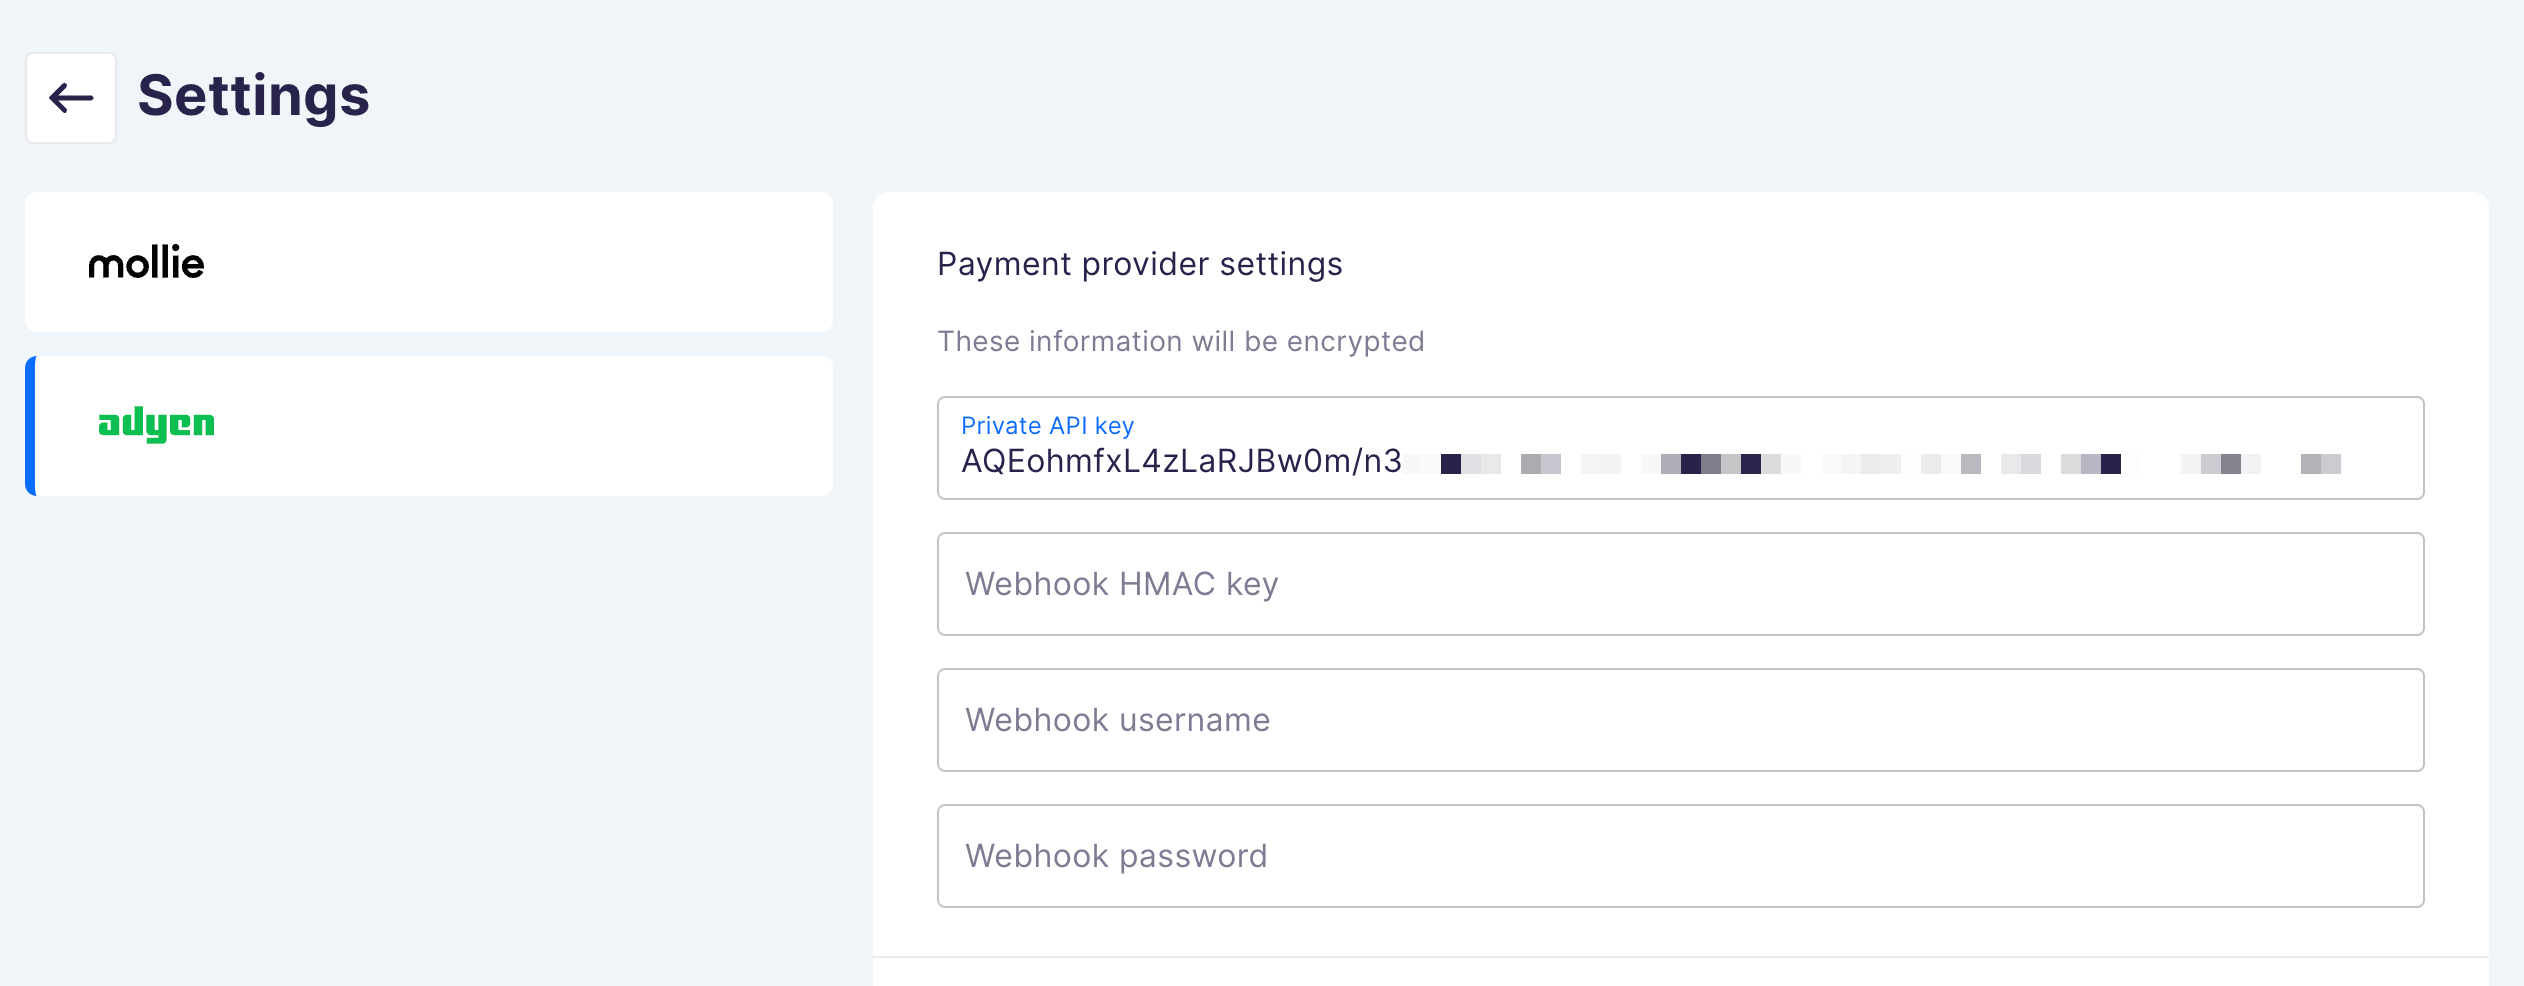 Settings
mollie
adyen
Payment provider settings
These information will be encrypted
Private API key
AQEohmfxL4zLaRJBw0m/n3
Webhook HMAC key
Webhook username
Webhook password